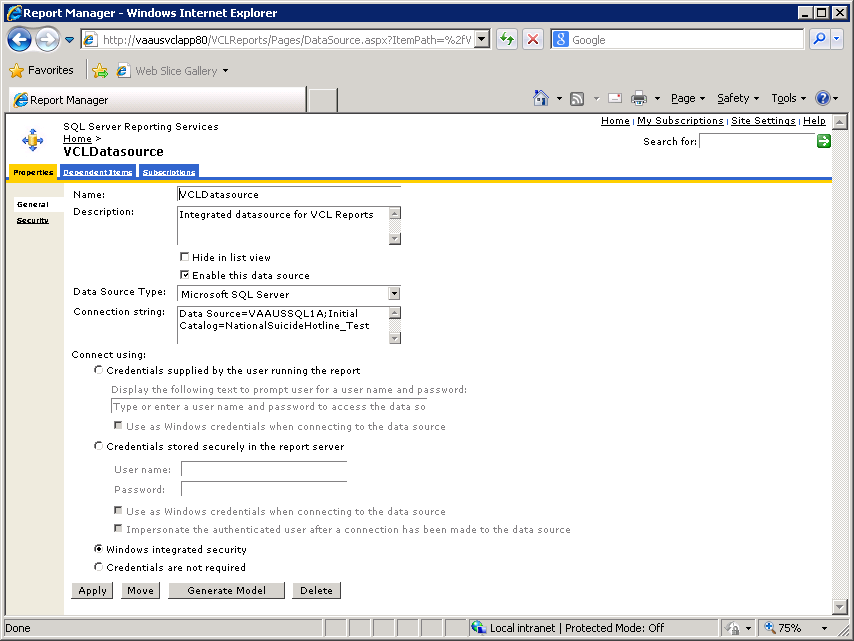 Report Manager - Windows Internet Explorer
http://vaausvclapp80/VCLReports/Pages/DataSource.aspx?ItemPath=%2fV
Google
Favorites
Web Slice Gallery
Report Manager
Page
Safety
Tools
SQL Server Reporting Services
Home | My Subscriptions | Site Settings | Help
Home >
VCLDatasource
Search for:
Properties
Dependent Items
Subscriptions
General
Security
Name:
VCLDatasource
Description:
Integrated datasource for VCL Reports
Hide in list view
Enable this data source
Data Source Type:
Microsoft SQL Server
Connection string:
Data Source=VAAUSSQL1A;Initial
Catalog=NationalSuicideHotline_Test
Connect using:
Credentials supplied by the user running the report
Display the following text to prompt user for a user name and password:
Type or enter a user name and password to access the data so
Use as Windows credentials when connecting to the data source
Credentials stored securely in the report server
User name:
Password:
Use as Windows credentials when connecting to the data source
Impersonate the authenticated user after a connection has been made to the data source
Windows integrated security
Credentials are not required
Apply
Move
Generate Model
Delete
Done
Local intranet | Protected Mode: Off
75%